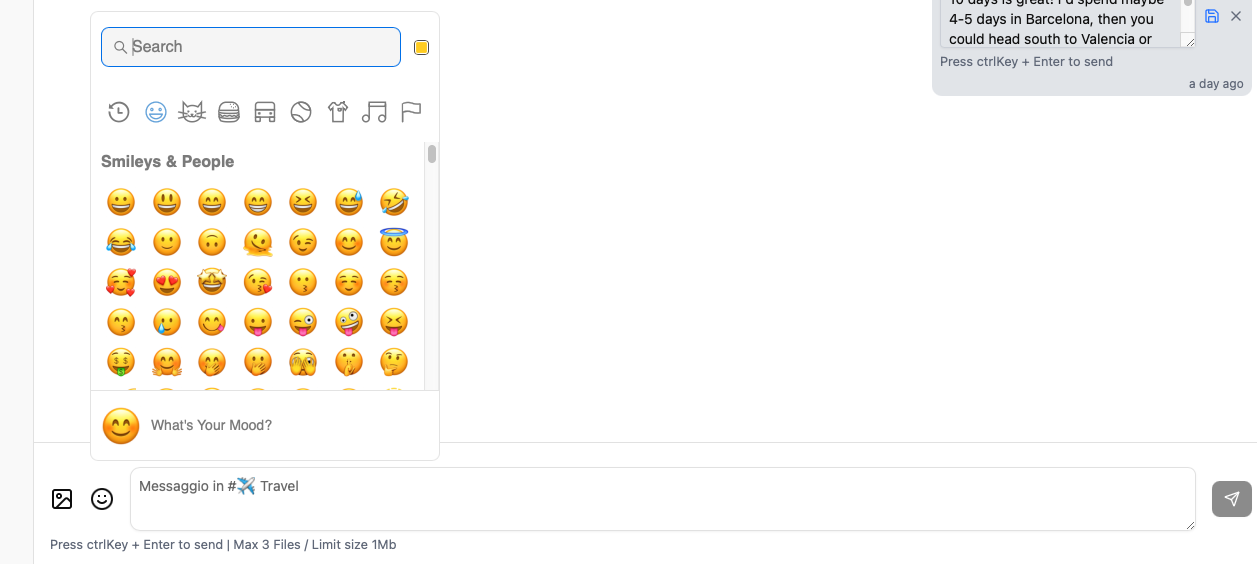 Search
Smileys & People
What's Your Mood?
10 days is great! I'd spend maybe
4-5 days in Barcelona, then you
could head south to Valencia or
Press ctrlKey + Enter to send
a day ago
Messaggio in #✈️ Travel
Press ctrlKey + Enter to send | Max 3 Files / Limit size 1Mb